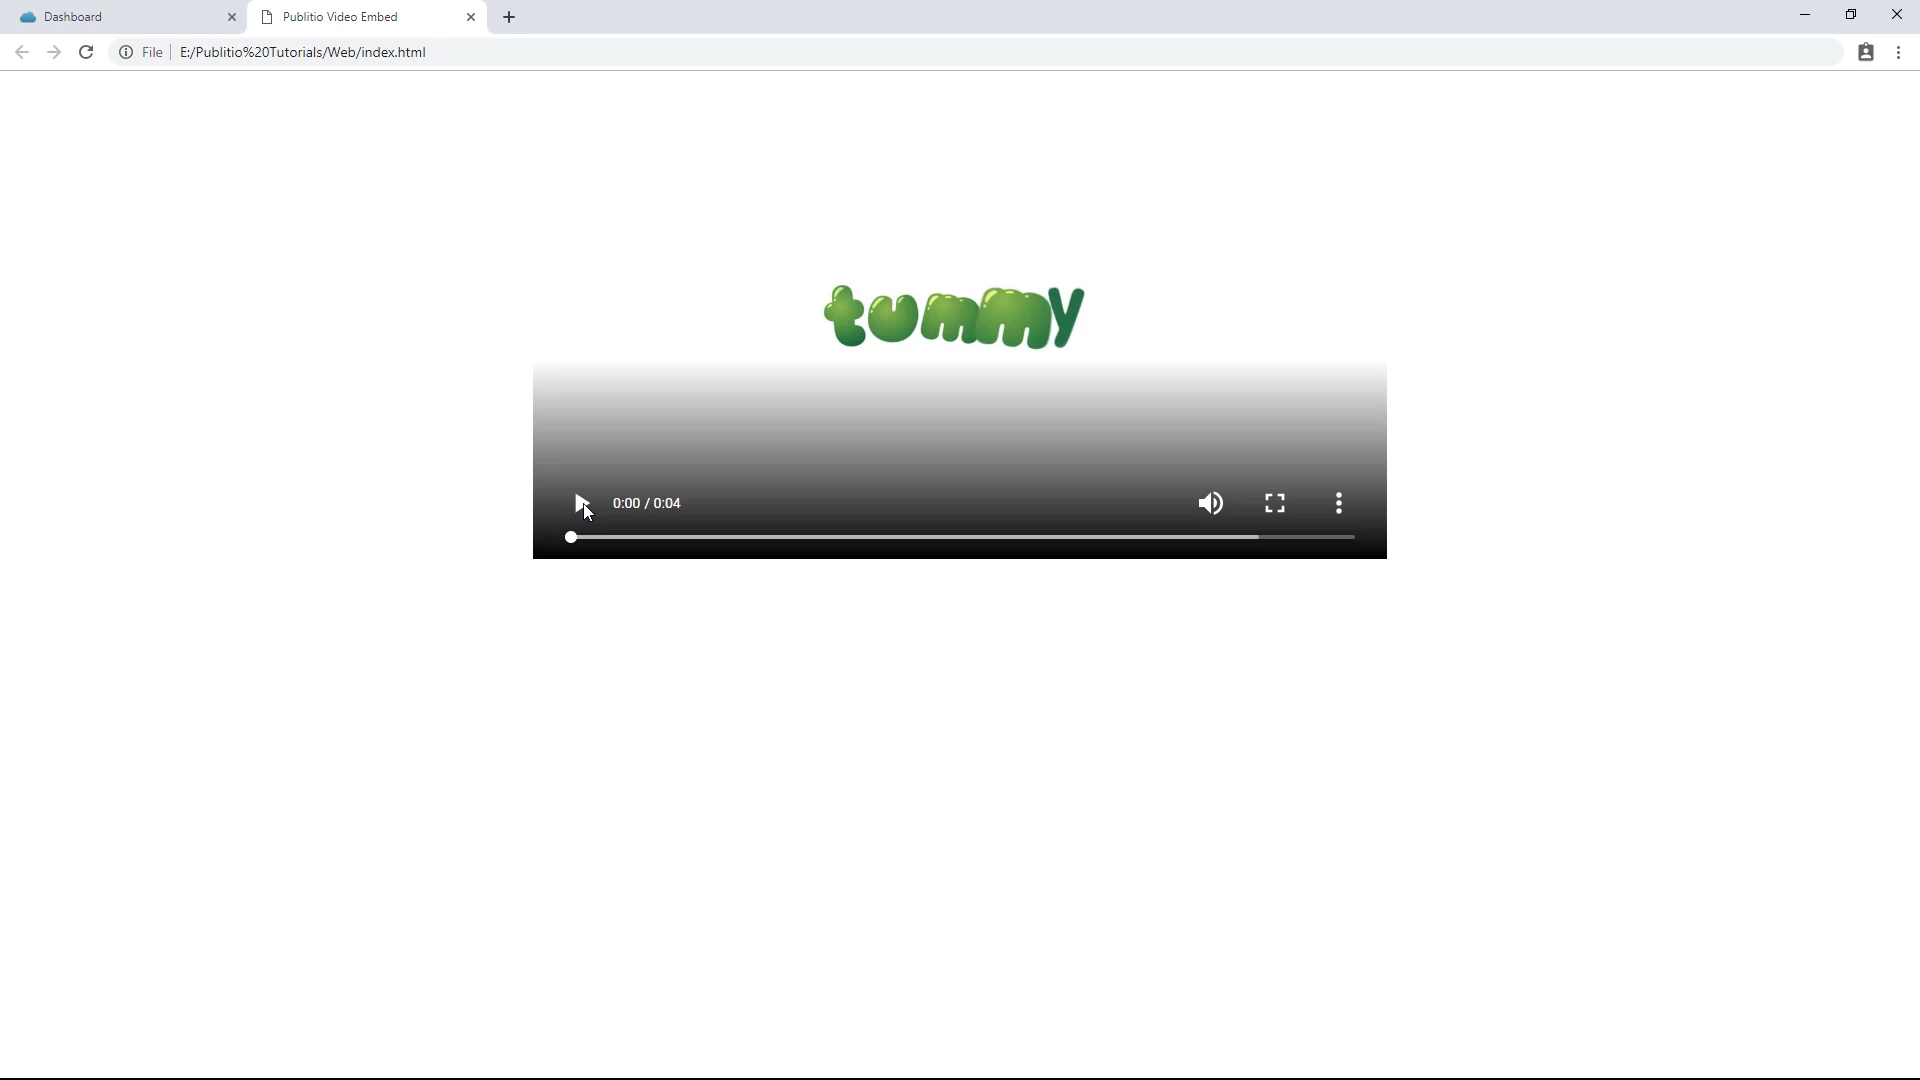 Dashboard
Publitio Video Embed
File
E:/Publitio%20Tutorials/Web/index.html
tummy
0:00 / 0:04